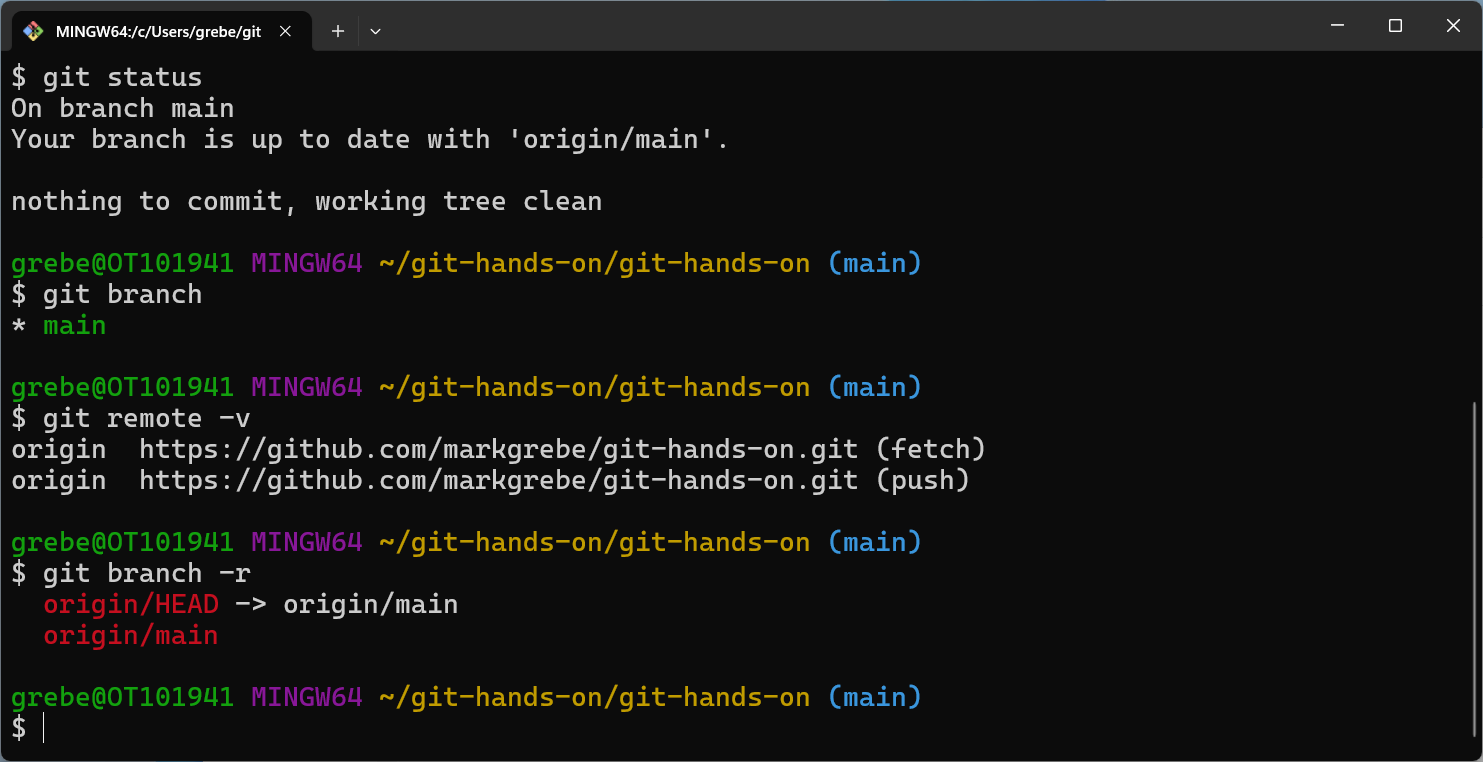 MINGW64:/c/Users/grebe/git
$ git status
On branch main
Your branch is up to date with 'origin/main'.
nothing to commit, working tree clean
grebe@OT101941 MINGW64 ~/git-hands-on/git-hands-on (main)
$ git branch
* main
grebe@OT101941 MINGW64 ~/git-hands-on/git-hands-on (main)
$ git remote -v
origin  https://github.com/markgrebe/git-hands-on.git (fetch)
origin  https://github.com/markgrebe/git-hands-on.git (push)
grebe@OT101941 MINGW64 ~/git-hands-on/git-hands-on (main)
$ git branch -r
  origin/HEAD -> origin/main
  origin/main
grebe@OT101941 MINGW64 ~/git-hands-on/git-hands-on (main)
$